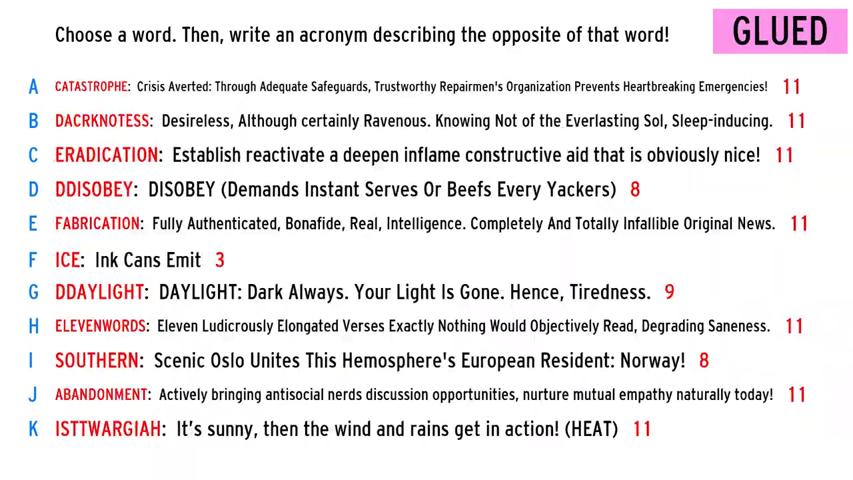 Choose a word. Then, write an acronym describing the opposite of that word!
GLUED
A CATASTROPHE: Crisis Averted: Through Adequate Safeguards, Trustworthy Repairmen's Organization Prevents Heartbreaking Emergencies! 11
B DACRKNOTESS: Desireless, Although certainly Ravenous. Knowing Not of the Everlasting Sol, Sleep-inducing. 11
C ERADICATION: Establish reactivate a deepen inflame constructive aid that is obviously nice! 11
D DDISOBEY: DISOBEY (Demands Instant Serves Or Beefs Every Yackers) 8
E FABRICATION: Fully Authenticated, Bonafide, Real, Intelligence. Completely And Totally Infallible Original News. 11
F ICE: Ink Cans Emit 3
G DDAYLIGHT: DAYLIGHT: Dark Always. Your Light Is Gone. Hence, Tiredness. 9
H ELEVENWORDS: Eleven Ludicrously Elongated Verses Exactly Nothing Would Objectively Read, Degrading Saneness. 11
I SOUTHERN: Scenic Oslo Unites This Hemosphere's European Resident: Norway! 8
J ABANDONMENT: Actively bringing antisocial nerds discussion opportunities, nurture mutual empathy naturally today! 11
K ISTTWARGIAH: It's sunny, then the wind and rains get in action! (HEAT) 11